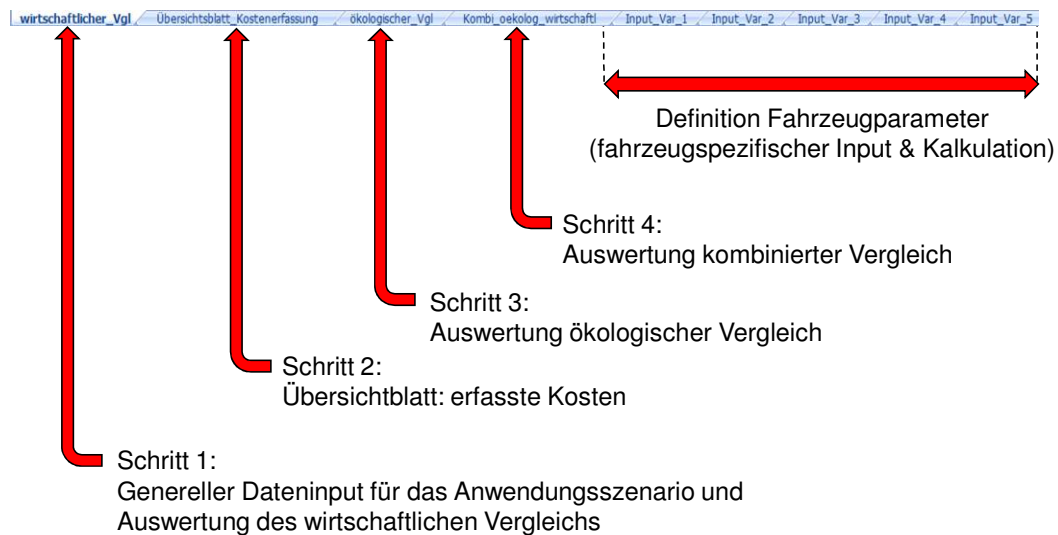 wirtschaftlicher_Vgl Übersichtsblatt_Kostenerfassung ökologischer_Vgl Kombi_oekolog_wirtschaftl Input_Var_1 Input_Var_2 Input_Var_3 Input_Var_4 Input_Var_5
Definition Fahrzeugparameter
(fahrzeugspezifischer Input & Kalkulation)
Schritt 4:
Auswertung kombinierter Vergleich
Schritt 3:
Auswertung ökologischer Vergleich
Schritt 2:
Übersichtblatt: erfasste Kosten
Schritt 1:
Genereller Dateninput für das Anwendungsszenario und
Auswertung des wirtschaftlichen Vergleichs